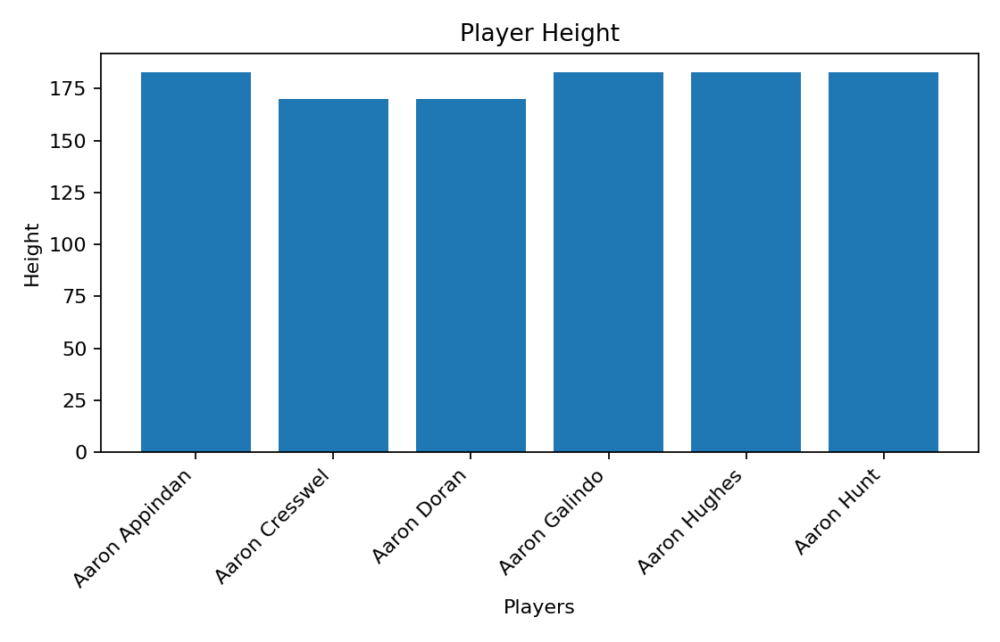 Player Height
Height
175
150
125
100
75
50
25
0
Aaron Appindan
Aaron Cresswel
Aaron Doran
Aaron Galindo
Aaron Hughes
Aaron Hunt
Players